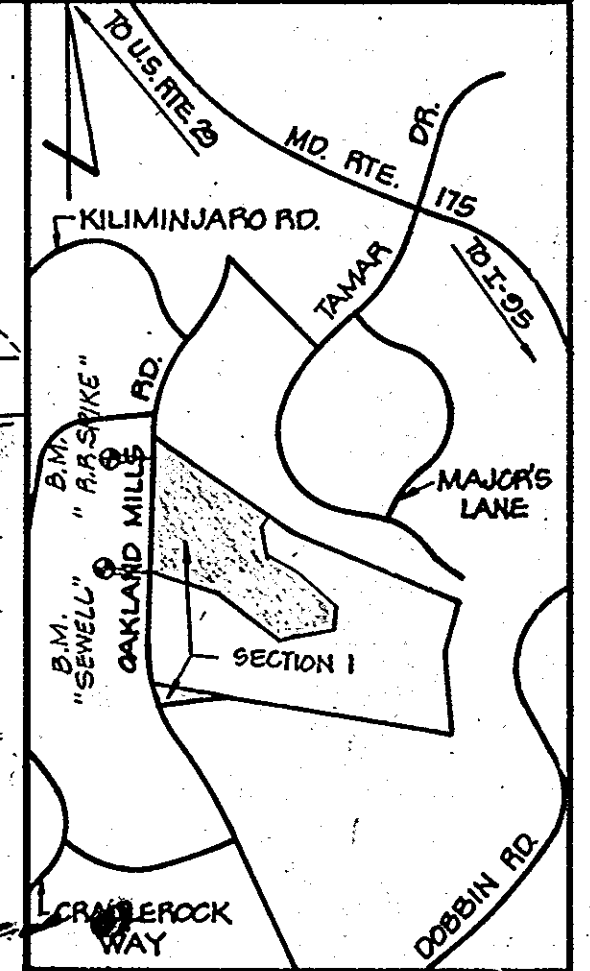 TO U.S. RTE. 29
MD. RTE. 175
TAMAR DR.
TO I-95
KILIMINJARO RD.
OAKLAND MILLS RD.
B.M. "R.R. SPIKE"
B.M. "SEWELL"
MAJOR'S
LANE
SECTION 1
CRADLEROCK
WAY
DOBBIN RD.